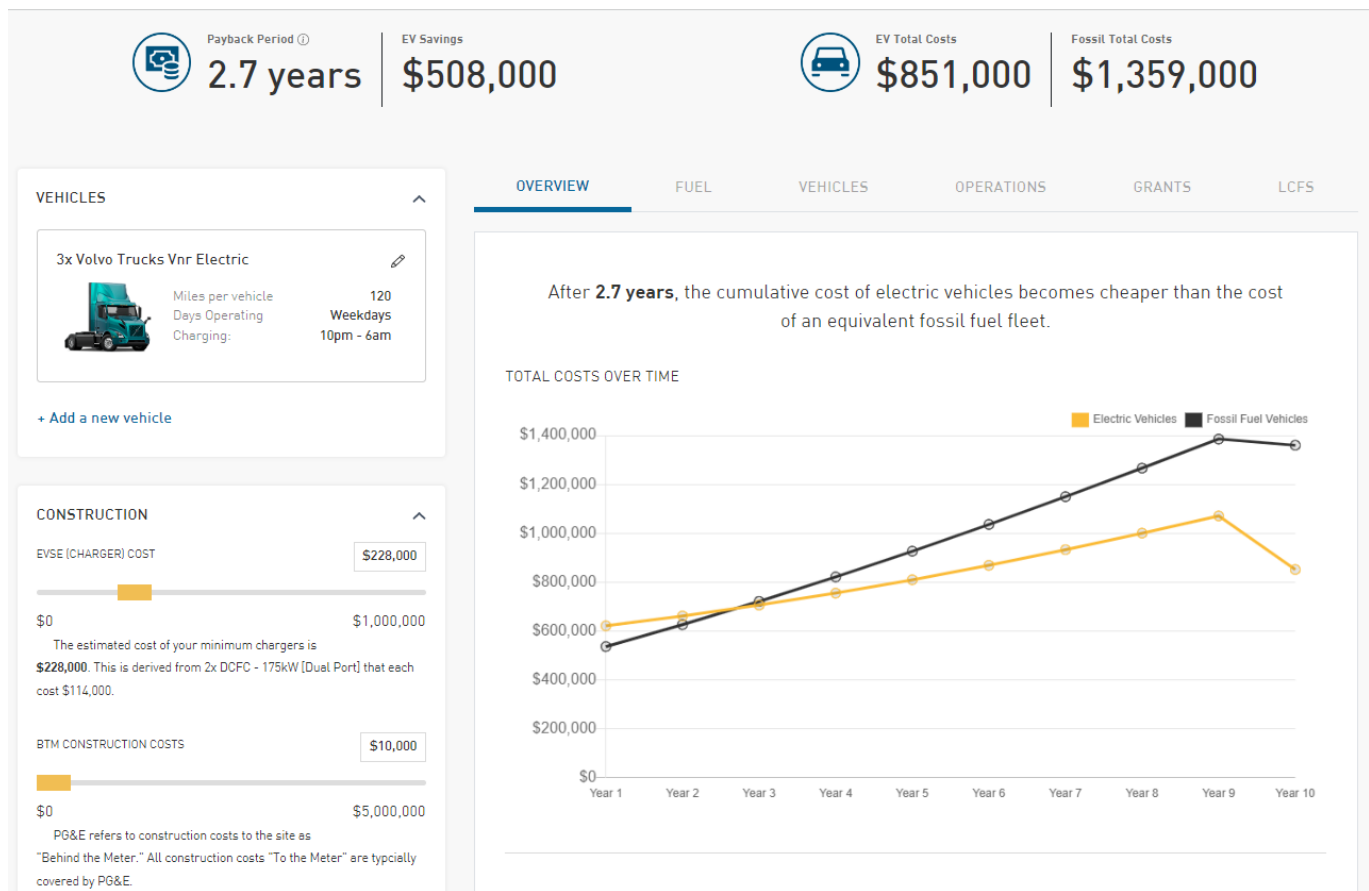 Payback Period ⓘ
2.7 years
EV Savings
$508,000
EV Total Costs
$851,000
Fossil Total Costs
$1,359,000
VEHICLES
3x Volvo Trucks Vnr Electric
Miles per vehicle 120
Days Operating Weekdays
Charging: 10pm - 6am
+ Add a new vehicle
CONSTRUCTION
EVSE (CHARGER) COST $228,000
$0 $1,000,000
The estimated cost of your minimum chargers is
$228,000. This is derived from 2x DCFC - 175kW [Dual Port] that each
cost $114,000.
BTM CONSTRUCTION COSTS $10,000
$0 $5,000,000
PG&E refers to construction costs to the site as
"Behind the Meter." All construction costs "To the Meter" are typcially
covered by PG&E.
OVERVIEW FUEL VEHICLES OPERATIONS GRANTS LCFS
After 2.7 years, the cumulative cost of electric vehicles becomes cheaper than the cost
of an equivalent fossil fuel fleet.
TOTAL COSTS OVER TIME
Electric Vehicles Fossil Fuel Vehicles
$1,400,000
$1,200,000
$1,000,000
$800,000
$600,000
$400,000
$200,000
$0
Year 1 Year 2 Year 3 Year 4 Year 5 Year 6 Year 7 Year 8 Year 9 Year 10